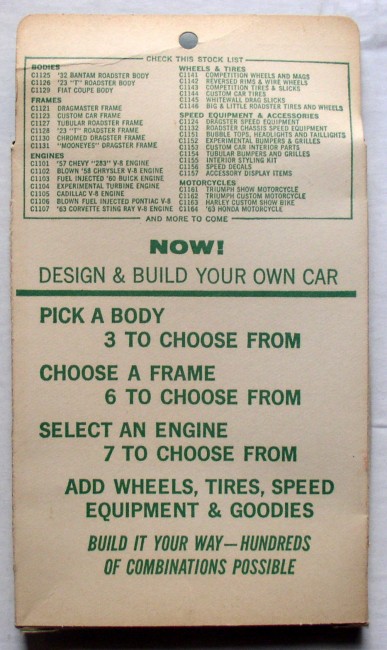 CHECK THIS STOCK LIST
BODIES
C1125 '32 BANTAM ROADSTER BODY
C1126 '23 "T" ROADSTER BODY
C1129 FIAT COUPE BODY
FRAMES
C1121 DRAGMASTER FRAME
C1123 CUSTOM CAR FRAME
C1127 TUBULAR ROADSTER FRAME
C1128 '23 "T" ROADSTER FRAME
C1130 CHROMED DRAGSTER FRAME
C1131 "MOONEYES" DRAGSTER FRAME
ENGINES
C1101 '57 CHEVY "283" V-8 ENGINE
C1102 BLOWN '58 CHRYSLER V-8 ENGINE
C1103 FUEL INJECTED '60 BUICK ENGINE
C1104 EXPERIMENTAL TURBINE ENGINE
C1105 CADILLAC V-8 ENGINE
C1106 BLOWN FUEL INJECTED PONTIAC V-8
C1107 '63 CORVETTE STING RAY V-8 ENGINE
WHEELS & TIRES
C1141 COMPETITION WHEELS AND MAGS
C1142 REVERSED RIMS & WIRE WHEELS
C1143 COMPETITION TIRES & SLICKS
C1144 CUSTOM CAR TIRES
C1145 WHITEWALL DRAG SLICKS
C1146 BIG & LITTLE ROADSTER TIRES AND WHEELS
SPEED EQUIPMENT & ACCESSORIES
C1124 DRAGSTER SPEED EQUIPMENT
C1132 ROADSTER CHASSIS SPEED EQUIPMENT
C1151 BUBBLE TOPS, HEADLIGHTS AND TAILLIGHTS
C1152 EXPERIMENTAL BUMPERS & GRILLES
C1153 CUSTOM CAR INTERIOR PARTS
C1154 TUBULAR BUMPERS AND GRILLES
C1155 INTERIOR STYLING KIT
C1156 SPEED DECALS
C1157 ACCESSORY DISPLAY ITEMS
MOTORCYCLES
C1161 TRIUMPH SHOW MOTORCYCLE
C1162 TRIUMPH CUSTOM MOTORCYCLE
C1163 HARLEY CUSTOM SHOW BIKE
C1164 '63 HONDA MOTORCYCLE
AND MORE TO COME
NOW!
DESIGN & BUILD YOUR OWN CAR
PICK A BODY
3 TO CHOOSE FROM
CHOOSE A FRAME
6 TO CHOOSE FROM
SELECT AN ENGINE
7 TO CHOOSE FROM
ADD WHEELS, TIRES, SPEED
EQUIPMENT & GOODIES
BUILD IT YOUR WAY—HUNDREDS
OF COMBINATIONS POSSIBLE